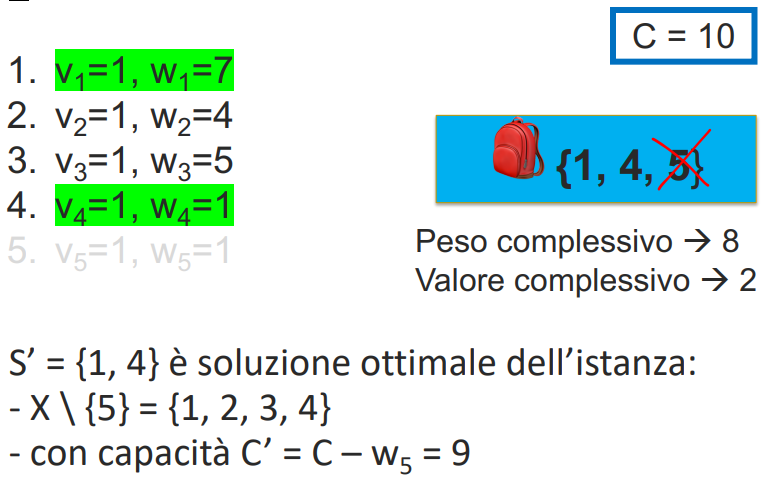 C = 10
1. v₁=1, w₁=7
2. v₂=1, w₂=4
3. v₃=1, w₃=5
4. v₄=1, w₄=1
5. v₅=1, w₅=1
{1, 4, 5}
Peso complessivo → 8
Valore complessivo → 2
S’ = {1, 4} è soluzione ottimale dell’istanza:
- X \ {5} = {1, 2, 3, 4}
- con capacità C’ = C – w₅ = 9